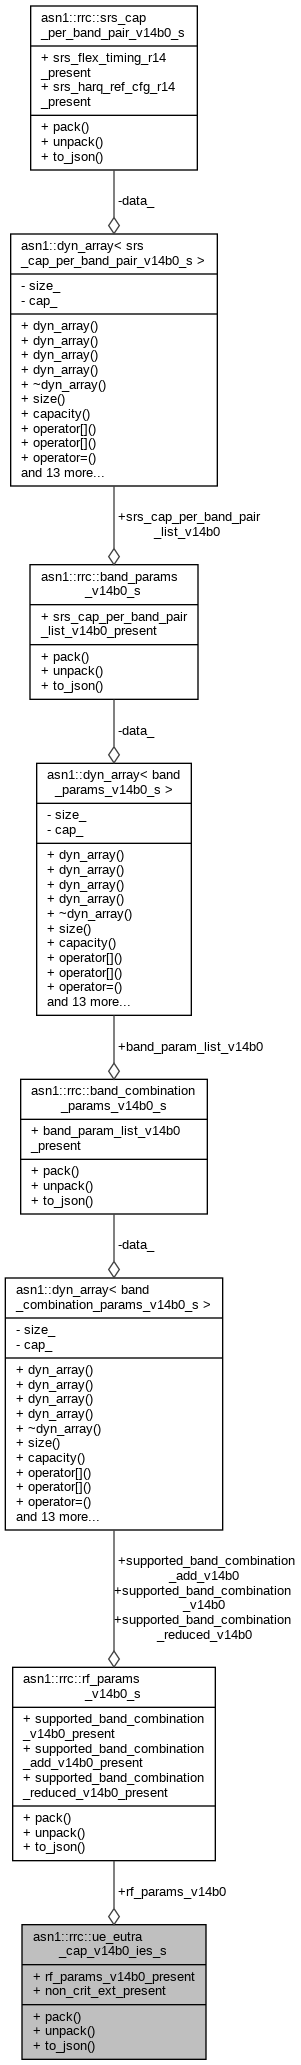 asn1::rrc::srs_cap
_per_band_pair_v14b0_s
+ srs_flex_timing_r14
_present
+ srs_harq_ref_cfg_r14
_present
+ pack()
+ unpack()
+ to_json()
-data_
asn1::dyn_array< srs
_cap_per_band_pair_v14b0_s >
- size_
- cap_
+ dyn_array()
+ dyn_array()
+ dyn_array()
+ dyn_array()
+ ~dyn_array()
+ size()
+ capacity()
+ operator[]()
+ operator[]()
+ operator=()
and 13 more...
+srs_cap_per_band_pair
_list_v14b0
asn1::rrc::band_params
_v14b0_s
+ srs_cap_per_band_pair
_list_v14b0_present
+ pack()
+ unpack()
+ to_json()
-data_
asn1::dyn_array< band
_params_v14b0_s >
- size_
- cap_
+ dyn_array()
+ dyn_array()
+ dyn_array()
+ dyn_array()
+ ~dyn_array()
+ size()
+ capacity()
+ operator[]()
+ operator[]()
+ operator=()
and 13 more...
+band_param_list_v14b0
asn1::rrc::band_combination
_params_v14b0_s
+ band_param_list_v14b0
_present
+ pack()
+ unpack()
+ to_json()
-data_
asn1::dyn_array< band
_combination_params_v14b0_s >
- size_
- cap_
+ dyn_array()
+ dyn_array()
+ dyn_array()
+ dyn_array()
+ ~dyn_array()
+ size()
+ capacity()
+ operator[]()
+ operator[]()
+ operator=()
and 13 more...
+supported_band_combination
_add_v14b0
+supported_band_combination
_v14b0
+supported_band_combination
_reduced_v14b0
asn1::rrc::rf_params
_v14b0_s
+ supported_band_combination
_v14b0_present
+ supported_band_combination
_add_v14b0_present
+ supported_band_combination
_reduced_v14b0_present
+ pack()
+ unpack()
+ to_json()
+rf_params_v14b0
asn1::rrc::ue_eutra
_cap_v14b0_ies_s
+ rf_params_v14b0_present
+ non_crit_ext_present
+ pack()
+ unpack()
+ to_json()